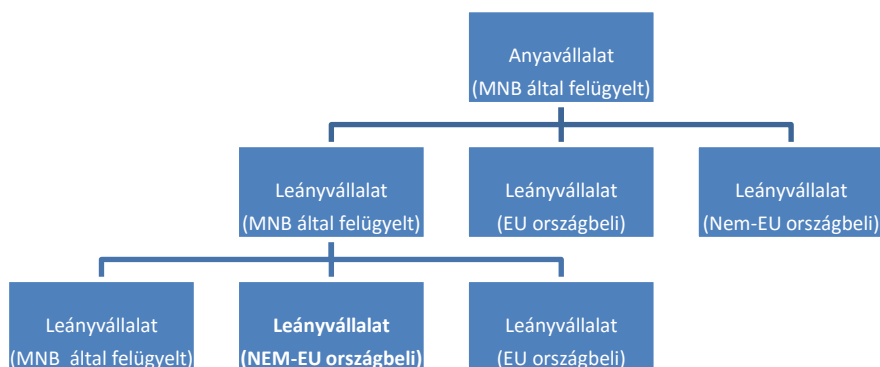 Anyavállalat
(MNB által felügyelt)
Leányvállalat
(MNB által felügyelt)
Leányvállalat
(EU országbeli)
Leányvállalat
(Nem-EU országbeli)
Leányvállalat
(MNB által felügyelt)
Leányvállalat
(NEM-EU országbeli)
Leányvállalat
(EU országbeli)